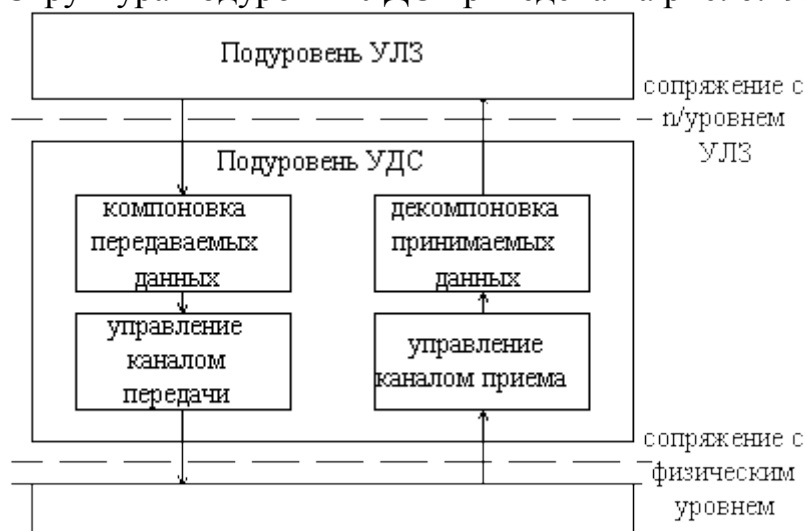 Подуровень УЛЗ
сопряжение с
п/уровнем
УЛЗ
Подуровень УДС
компоновка
передаваемых
данных
декомпоновка
принимаемых
данных
управление
каналом
передачи
управление
каналом приема
сопряжение с
физическим
уровнем